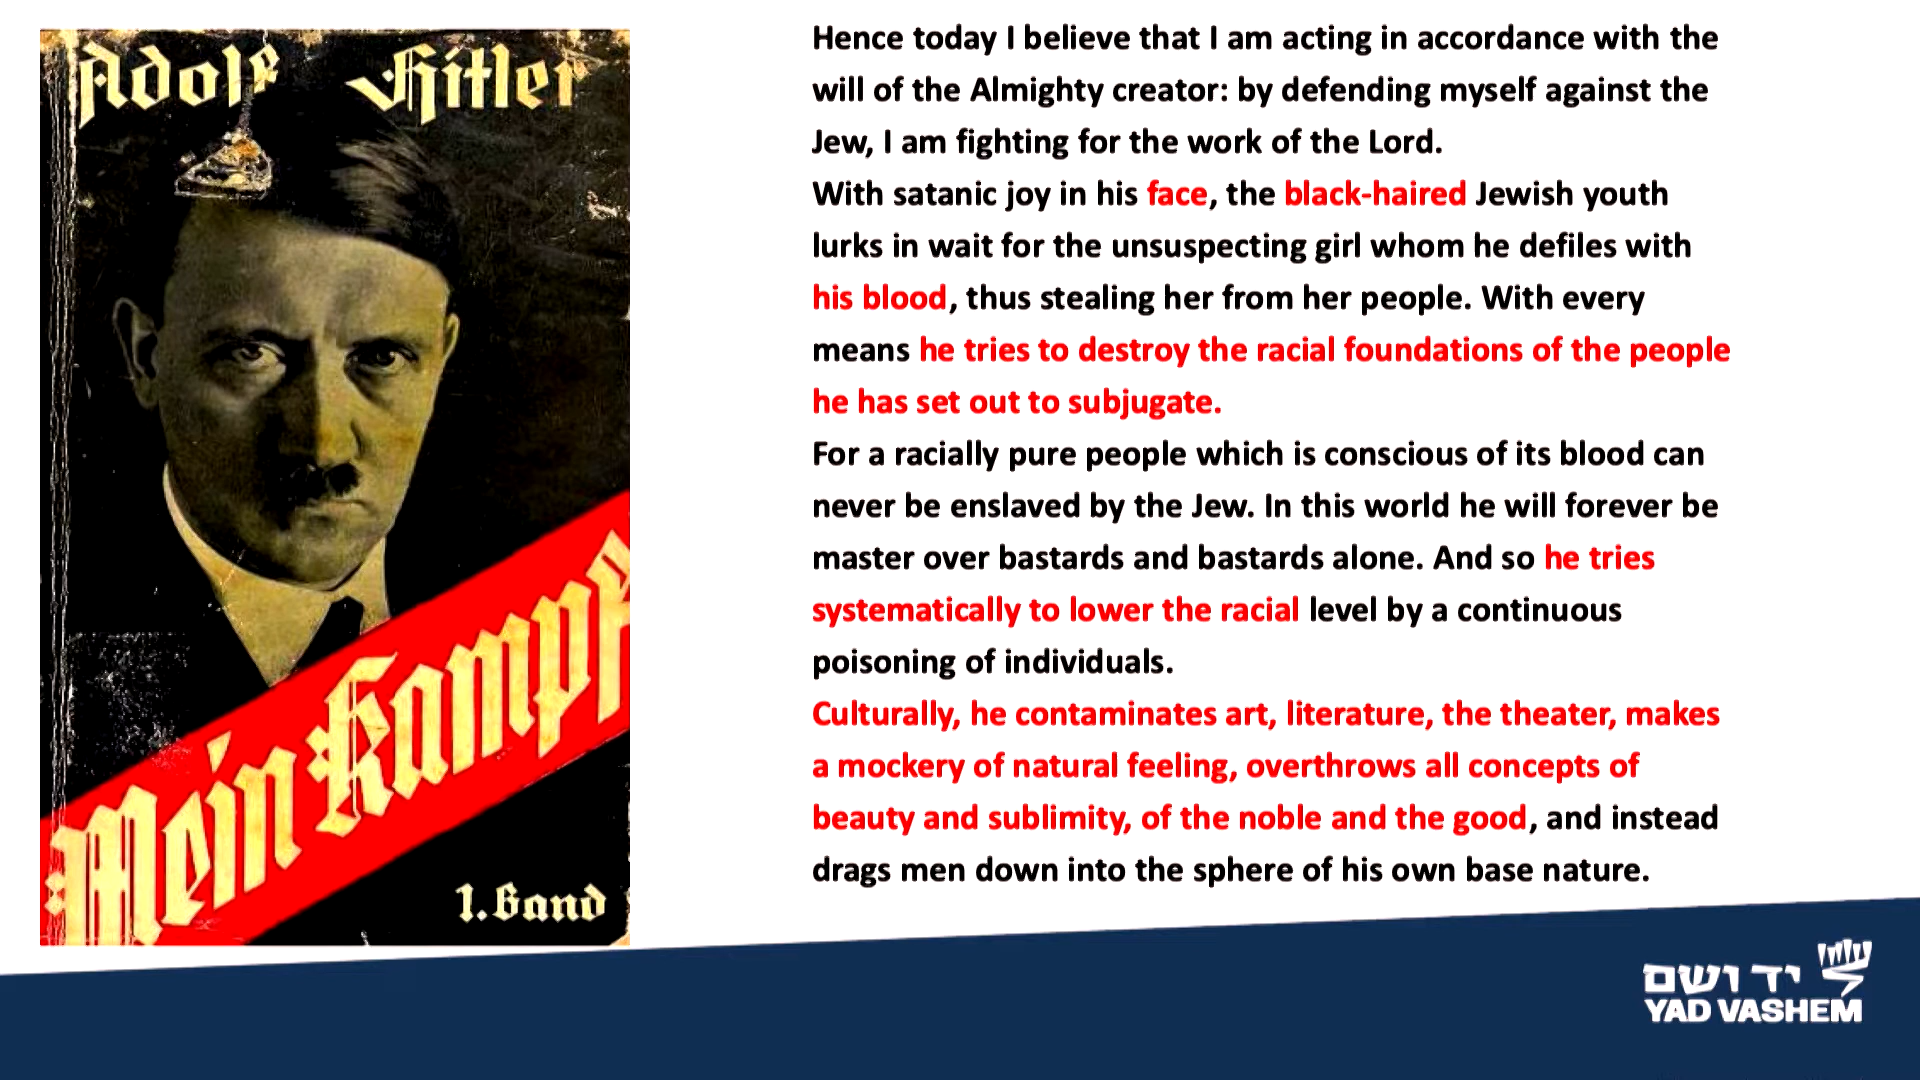 Adolf Hitler
Mein Kampf
1. Band
Hence today I believe that I am acting in accordance with the
will of the Almighty creator: by defending myself against the
Jew, I am fighting for the work of the Lord.
With satanic joy in his face, the black-haired Jewish youth
lurks in wait for the unsuspecting girl whom he defiles with
his blood, thus stealing her from her people. With every
means he tries to destroy the racial foundations of the people
he has set out to subjugate.
For a racially pure people which is conscious of its blood can
never be enslaved by the Jew. In this world he will forever be
master over bastards and bastards alone. And so he tries
systematically to lower the racial level by a continuous
poisoning of individuals.
Culturally, he contaminates art, literature, the theater, makes
a mockery of natural feeling, overthrows all concepts of
beauty and sublimity, of the noble and the good, and instead
drags men down into the sphere of his own base nature.
יד ושם
YAD VASHEM